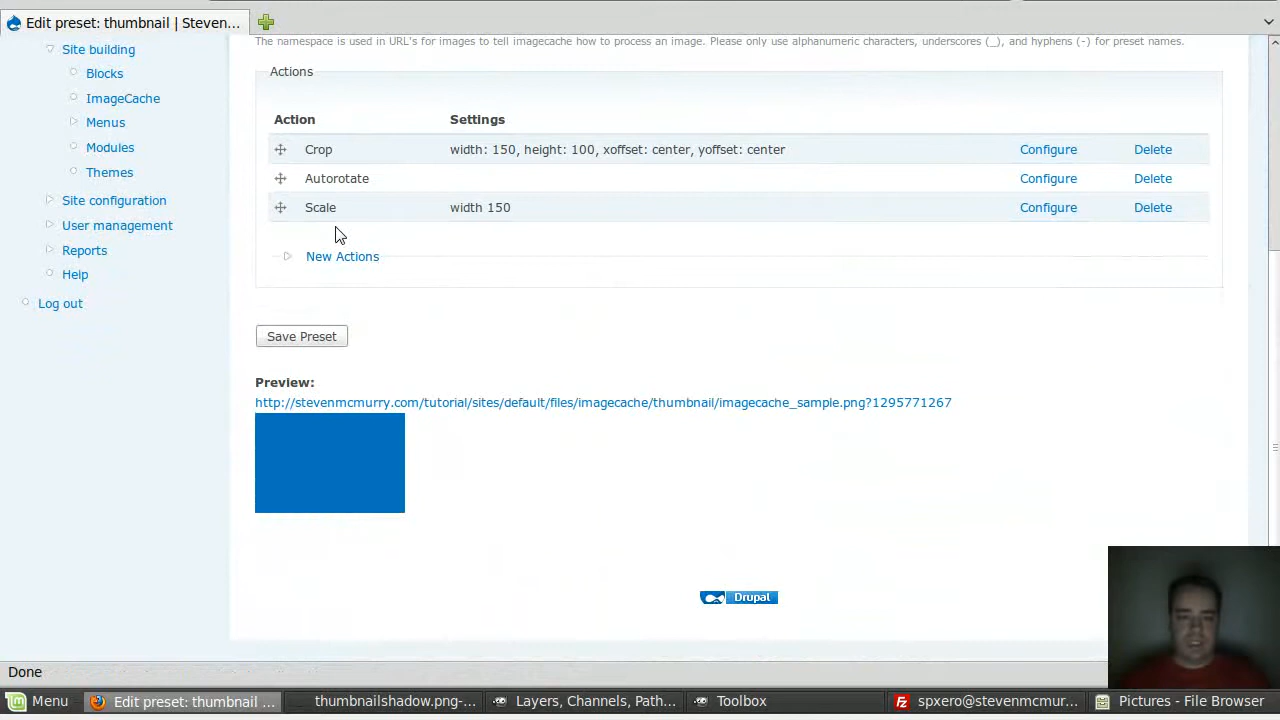 Edit preset: thumbnail | Steven...
Site building
Blocks
ImageCache
Menus
Modules
Themes
Site configuration
User management
Reports
Help
Log out
The namespace is used in URL's for images to tell imagecache how to process an image. Please only use alphanumeric characters, underscores (_), and hyphens (-) for preset names.
Actions
Action Settings
Crop width: 150, height: 100, xoffset: center, yoffset: center Configure Delete
Autorotate Configure Delete
Scale width 150 Configure Delete
New Actions
Save Preset
Preview:
http://stevenmcmurry.com/tutorial/sites/default/files/imagecache/thumbnail/imagecache_sample.png?1295771267
Drupal
Done
Menu Edit preset: thumbnail ... thumbnailshadow.png-... Layers, Channels, Path... Toolbox spxero@stevenmcmur... Pictures - File Browser